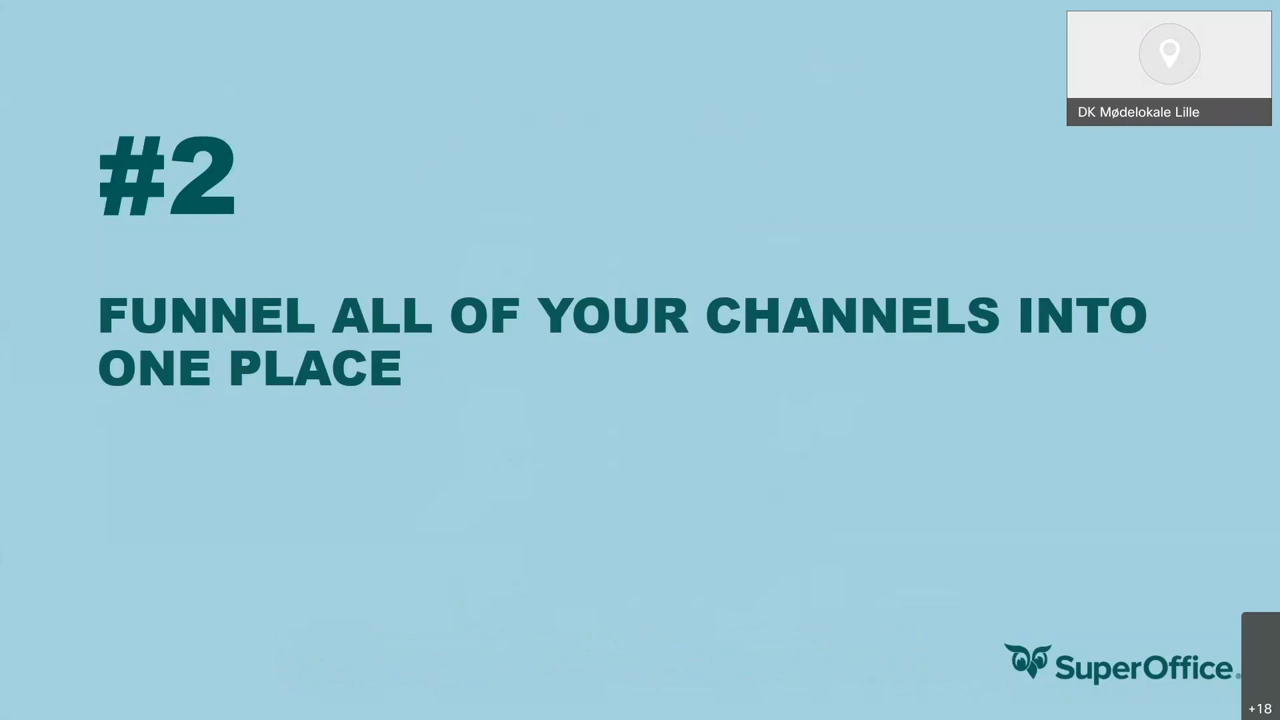 DK Mødelokale Lille
#2
FUNNEL ALL OF YOUR CHANNELS INTO
ONE PLACE
SuperOffice®
+18